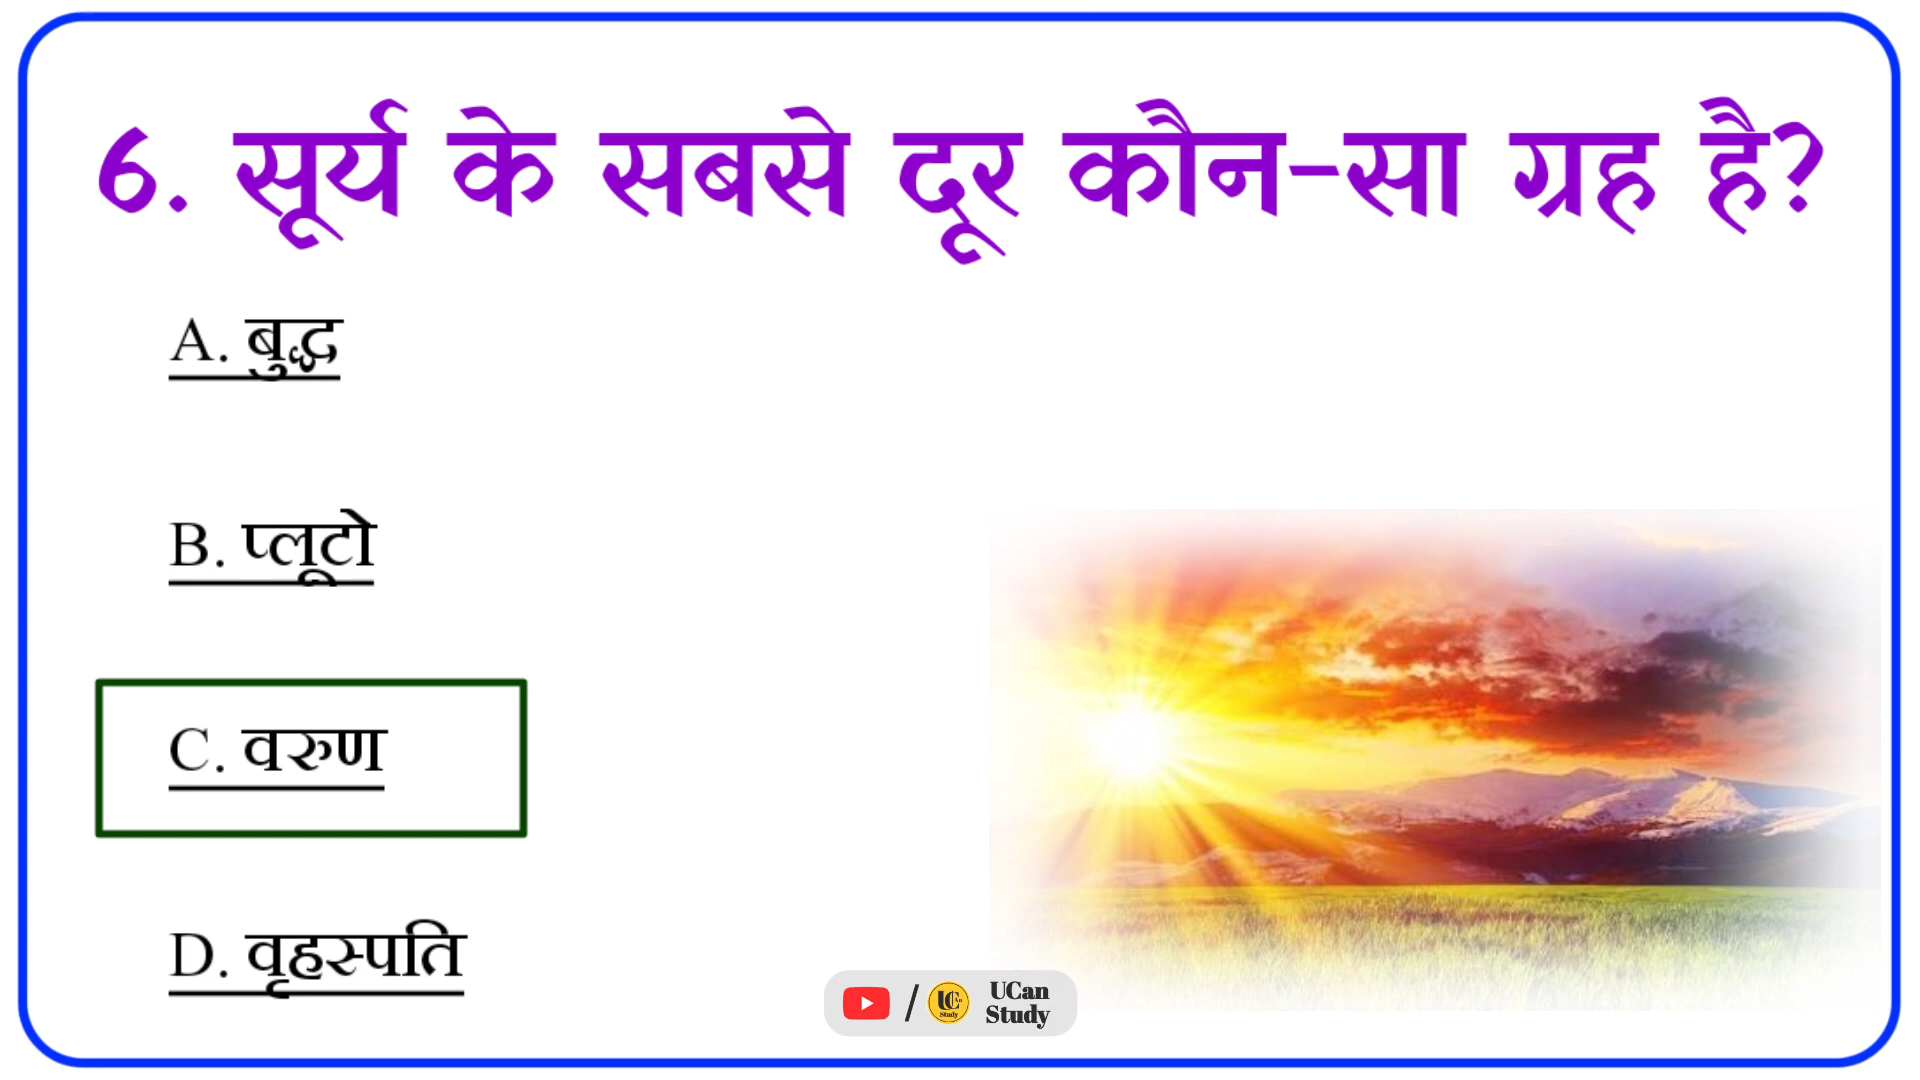 6. सूर्य के सबसे दूर कौन-सा ग्रह है?
A. बुद्ध
B. प्लूटो
C. वरुण
D. वृहस्पति
/ UCan
Study